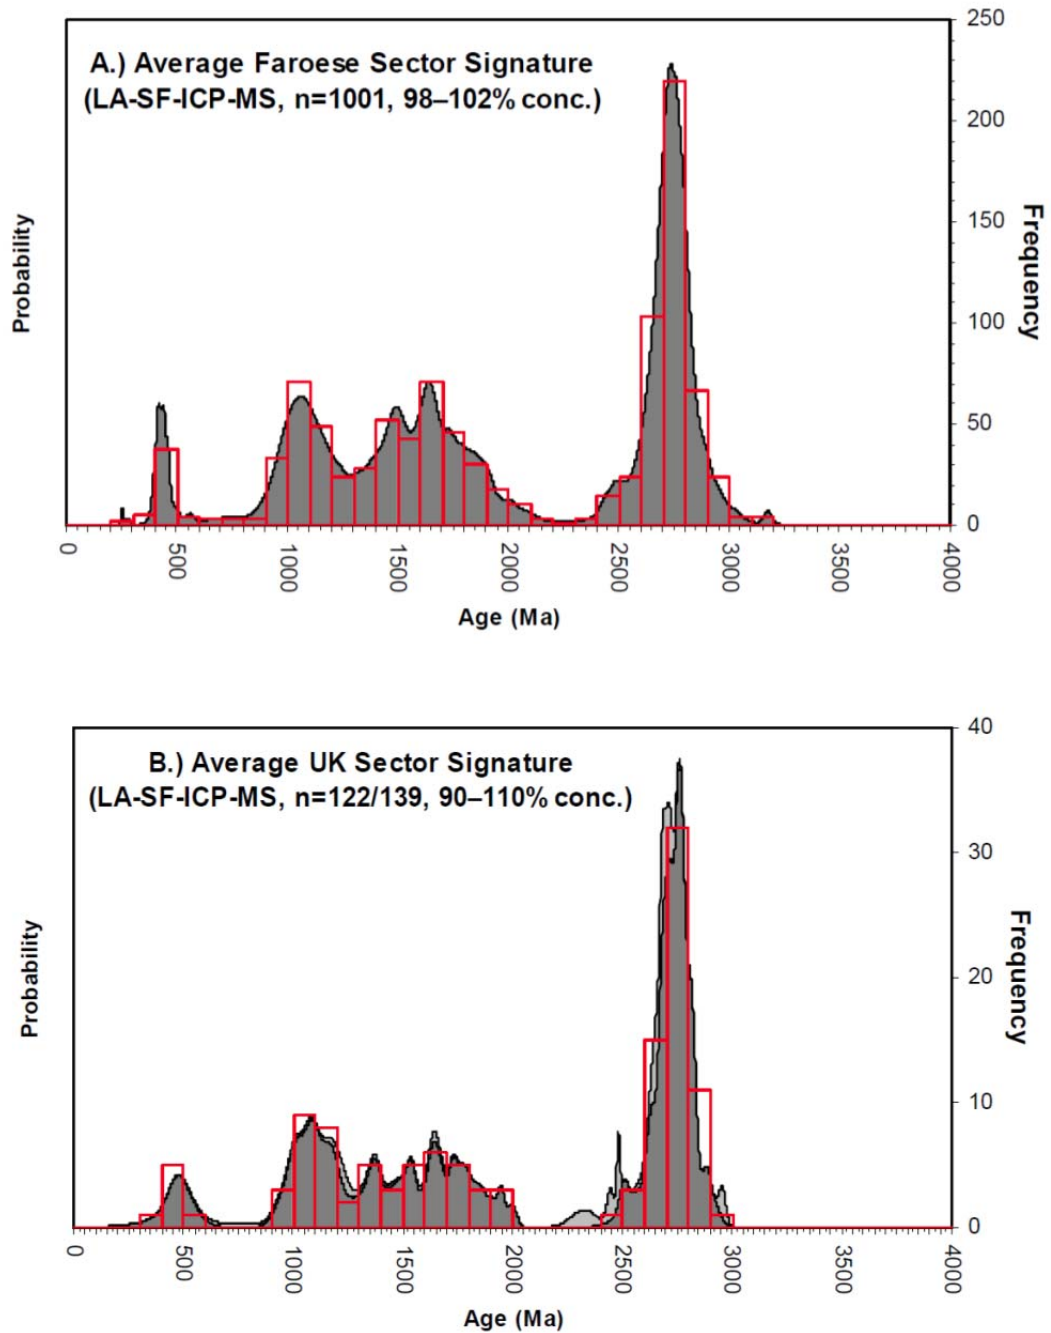 A.) Average Faroese Sector Signature
(LA-SF-ICP-MS, n=1001, 98–102% conc.)
Probability
250
200
150
100
50
0
Frequency
0
500
1000
1500
2000
2500
3000
3500
4000
Age (Ma)
B.) Average UK Sector Signature
(LA-SF-ICP-MS, n=122/139, 90–110% conc.)
Probability
40
30
20
10
0
Frequency
0
500
1000
1500
2000
2500
3000
3500
4000
Age (Ma)